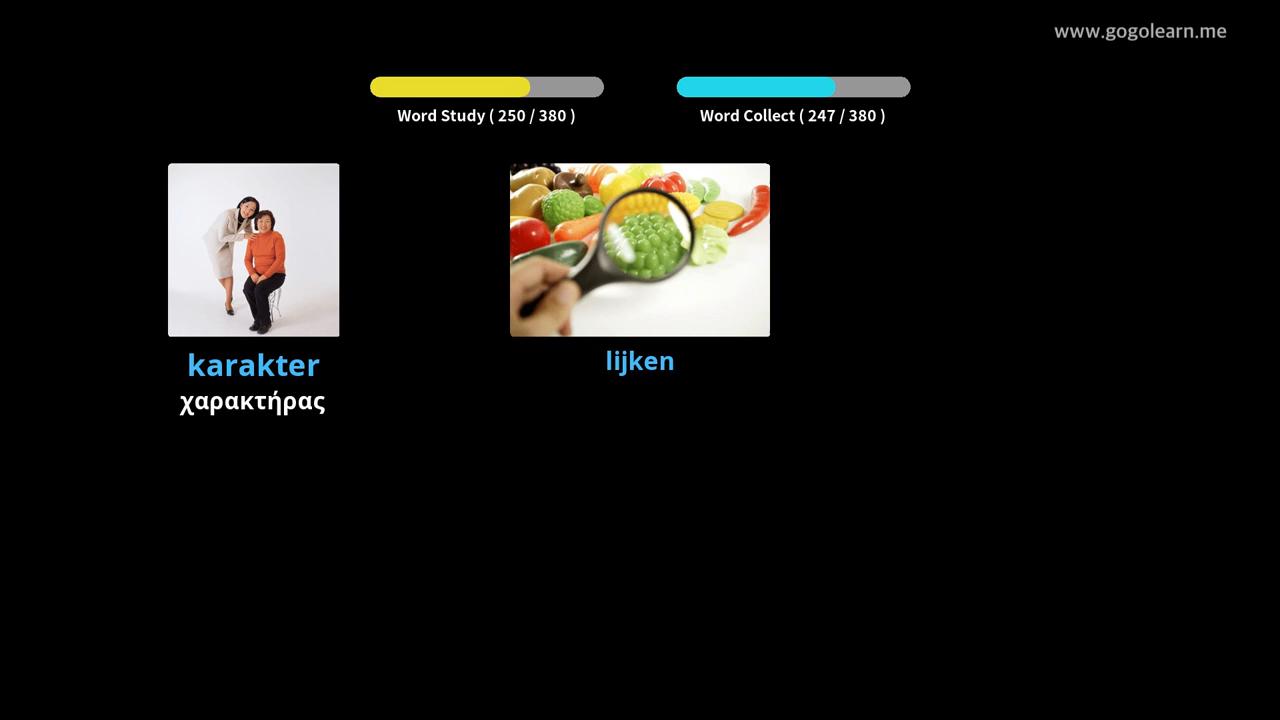 www.gogolearn.me
Word Study ( 250 / 380 )
Word Collect ( 247 / 380 )
karakter
χαρακτήρας
lijken